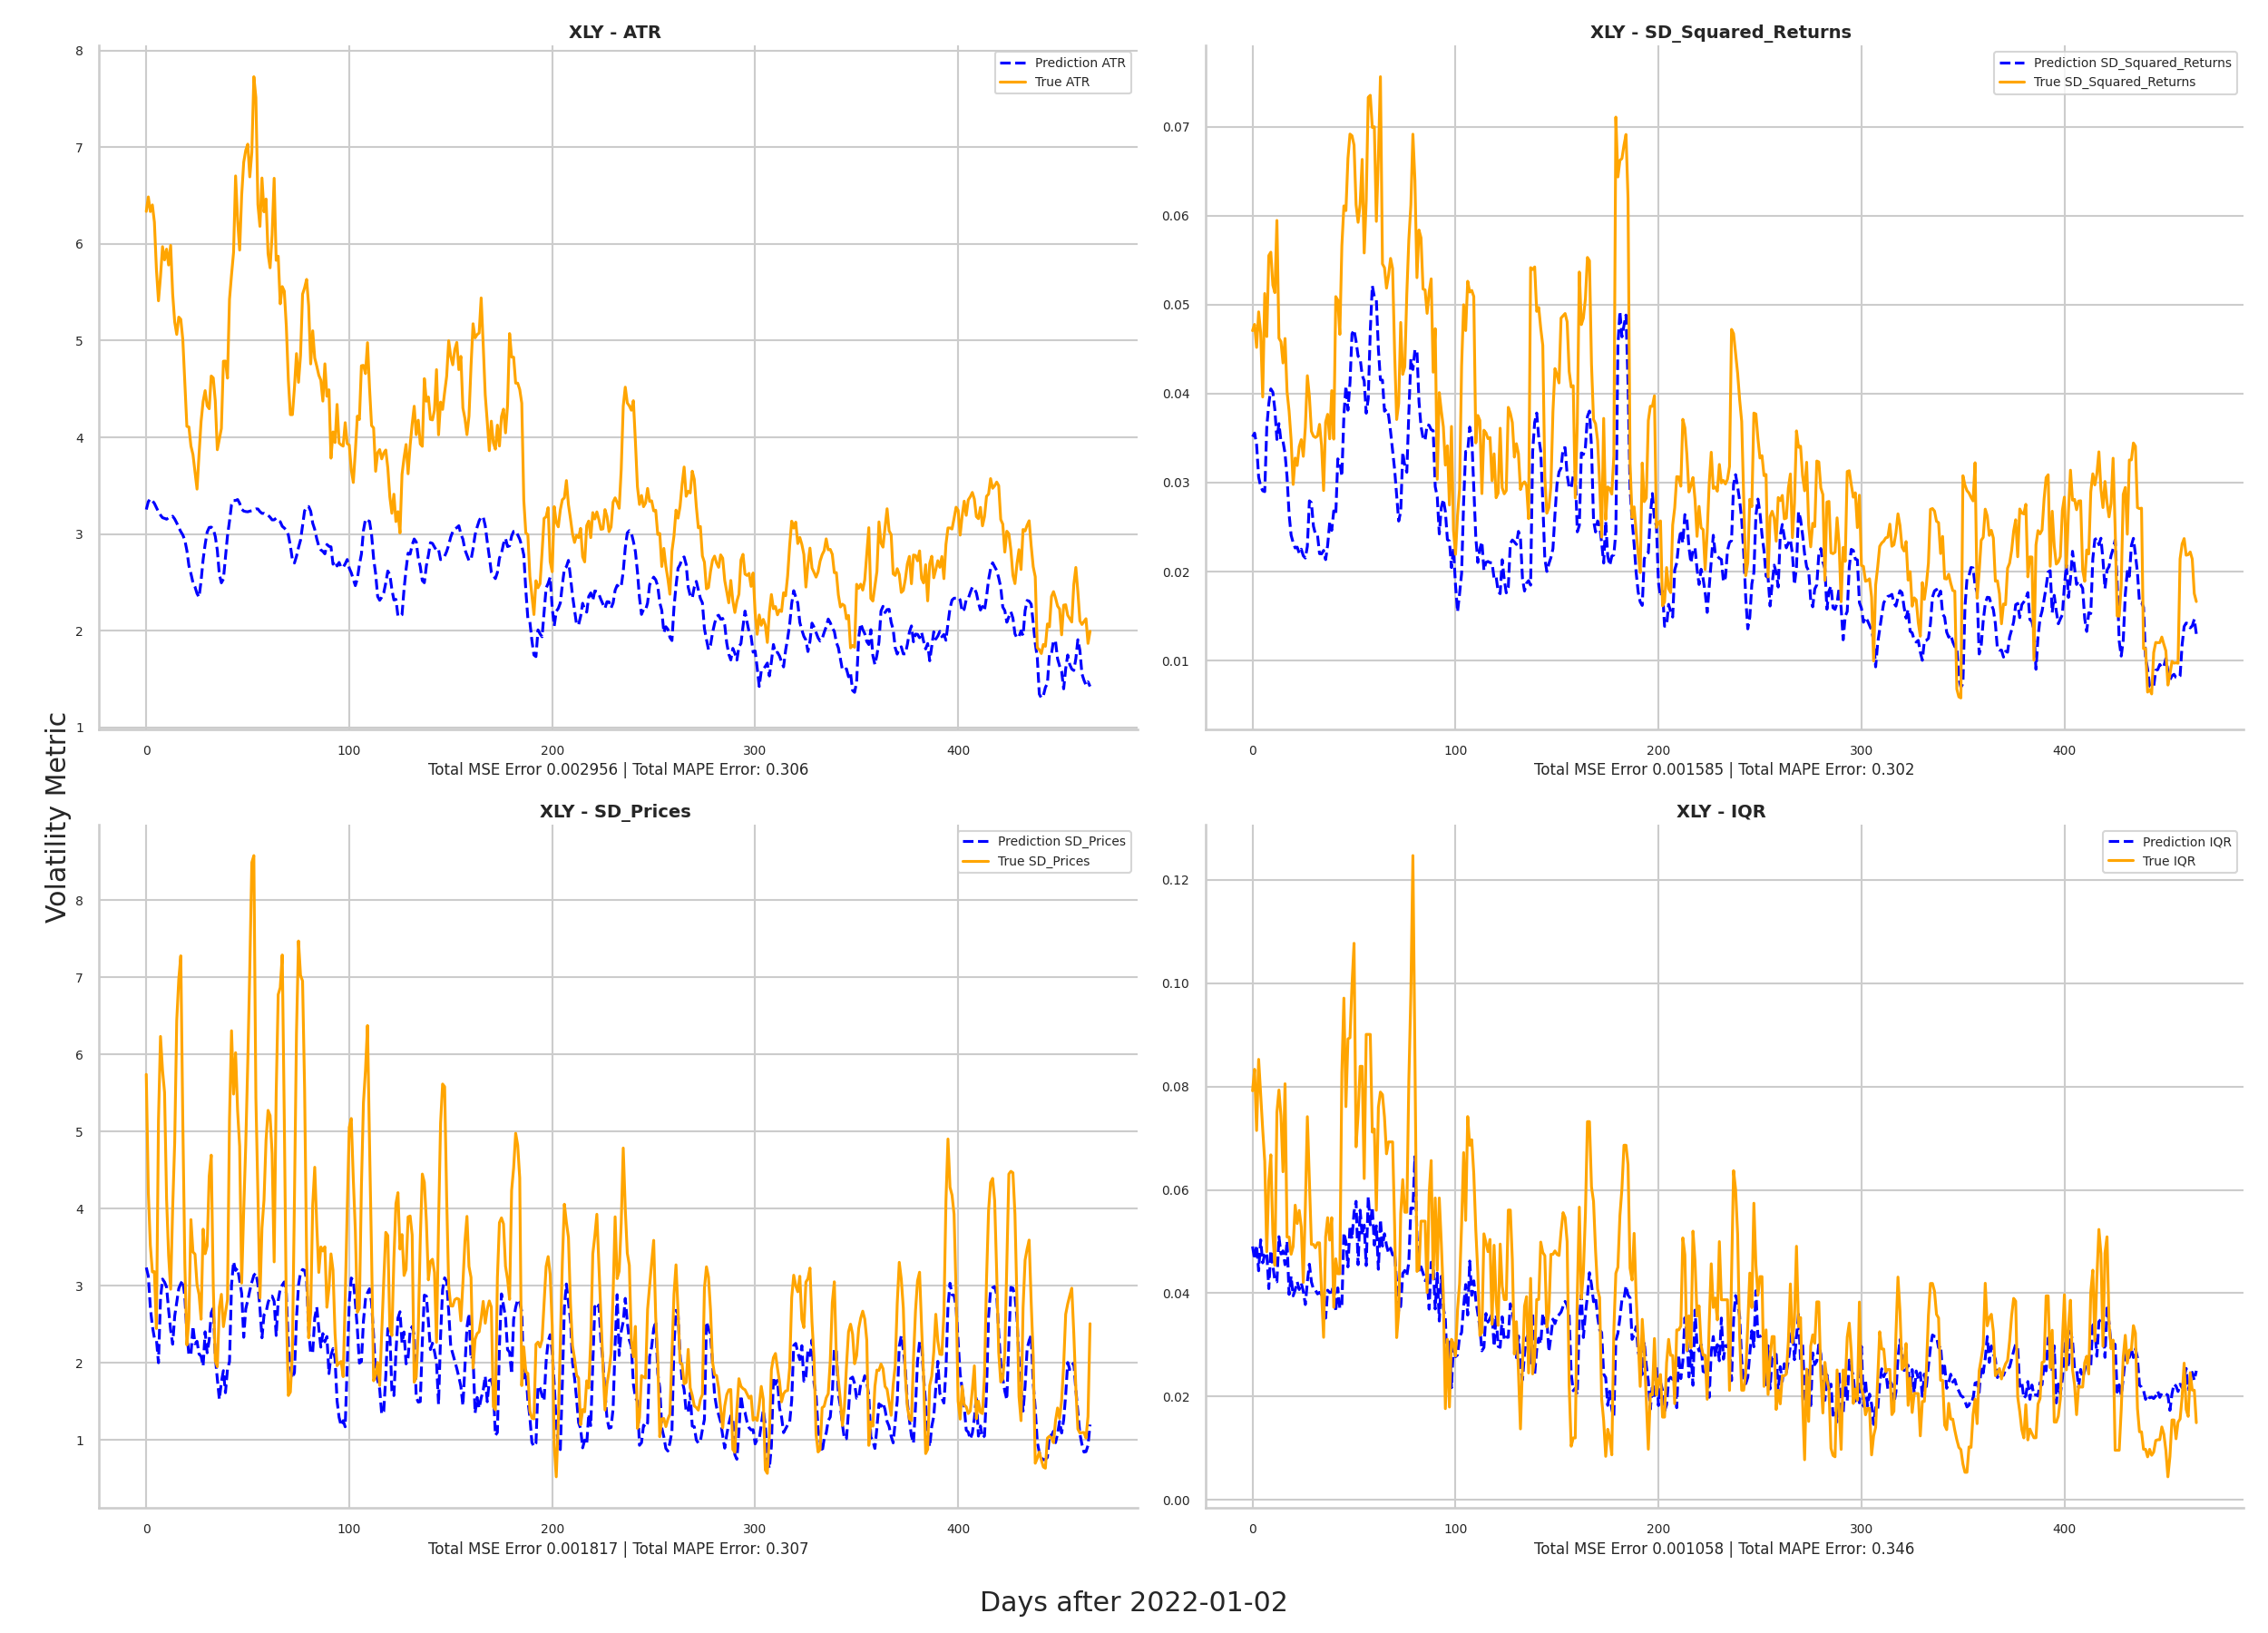 XLY - ATR
8
7
6
5
4
3
2
1
0 100 200 300 400
Prediction ATR
True ATR
Total MSE Error 0.002956 | Total MAPE Error: 0.306
XLY - SD_Squared_Returns
0.07
0.06
0.05
0.04
0.03
0.02
0.01
0 100 200 300 400
Prediction SD_Squared_Returns
True SD_Squared_Returns
Total MSE Error 0.001585 | Total MAPE Error: 0.302
Volatility Metric
XLY - SD_Prices
8
7
6
5
4
3
2
1
0 100 200 300 400
Prediction SD_Prices
True SD_Prices
Total MSE Error 0.001817 | Total MAPE Error: 0.307
XLY - IQR
0.12
0.10
0.08
0.06
0.04
0.02
0.00
0 100 200 300 400
Prediction IQR
True IQR
Total MSE Error 0.001058 | Total MAPE Error: 0.346
Days after 2022-01-02